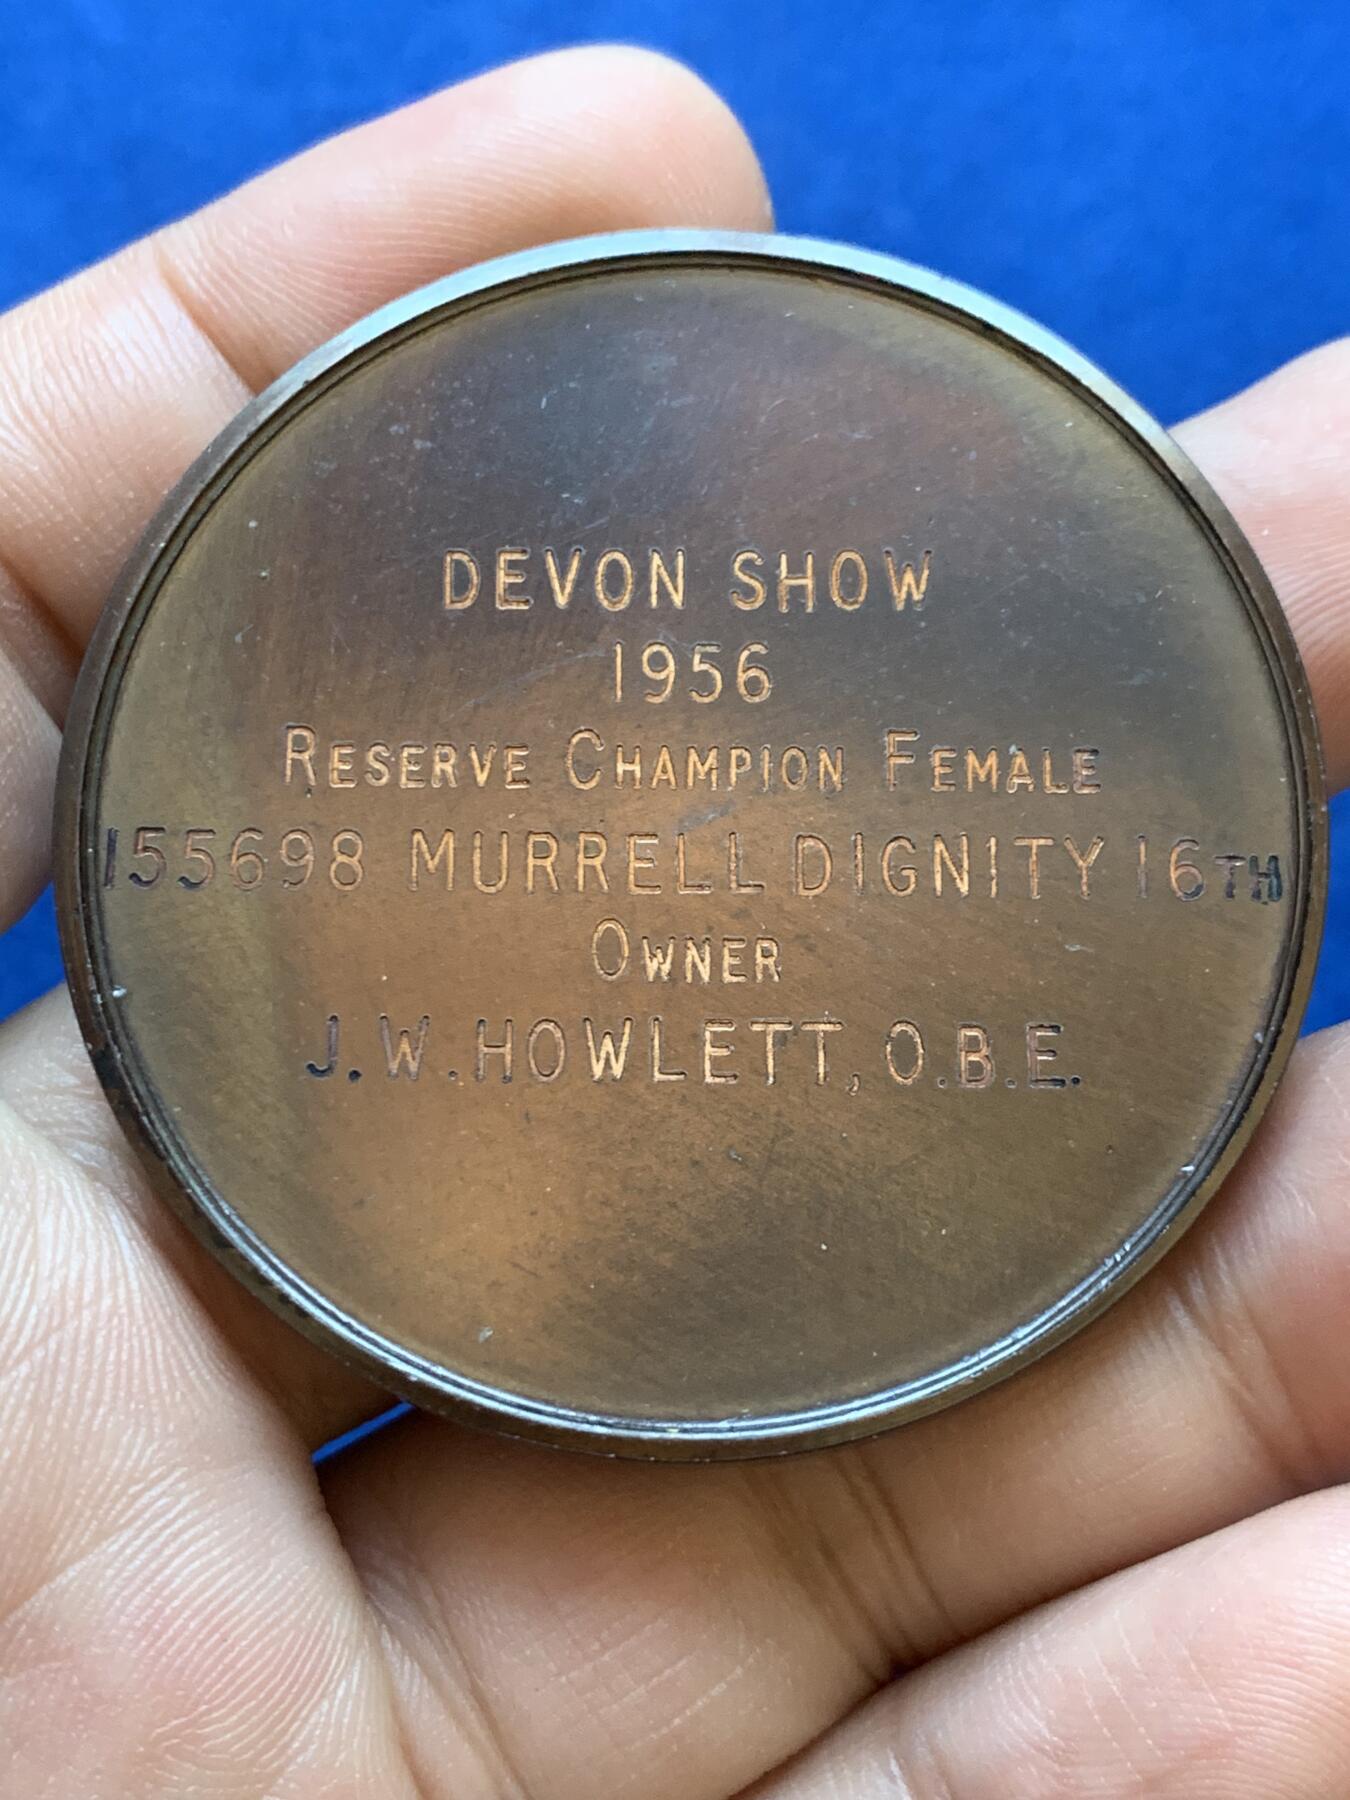 DEVON SHOW
1956
RESERVE CHAMPION FEMALE
155698 MURRELL DIGNITY 16TH
OWNER
J.W.HOWLETT, O.B.E.